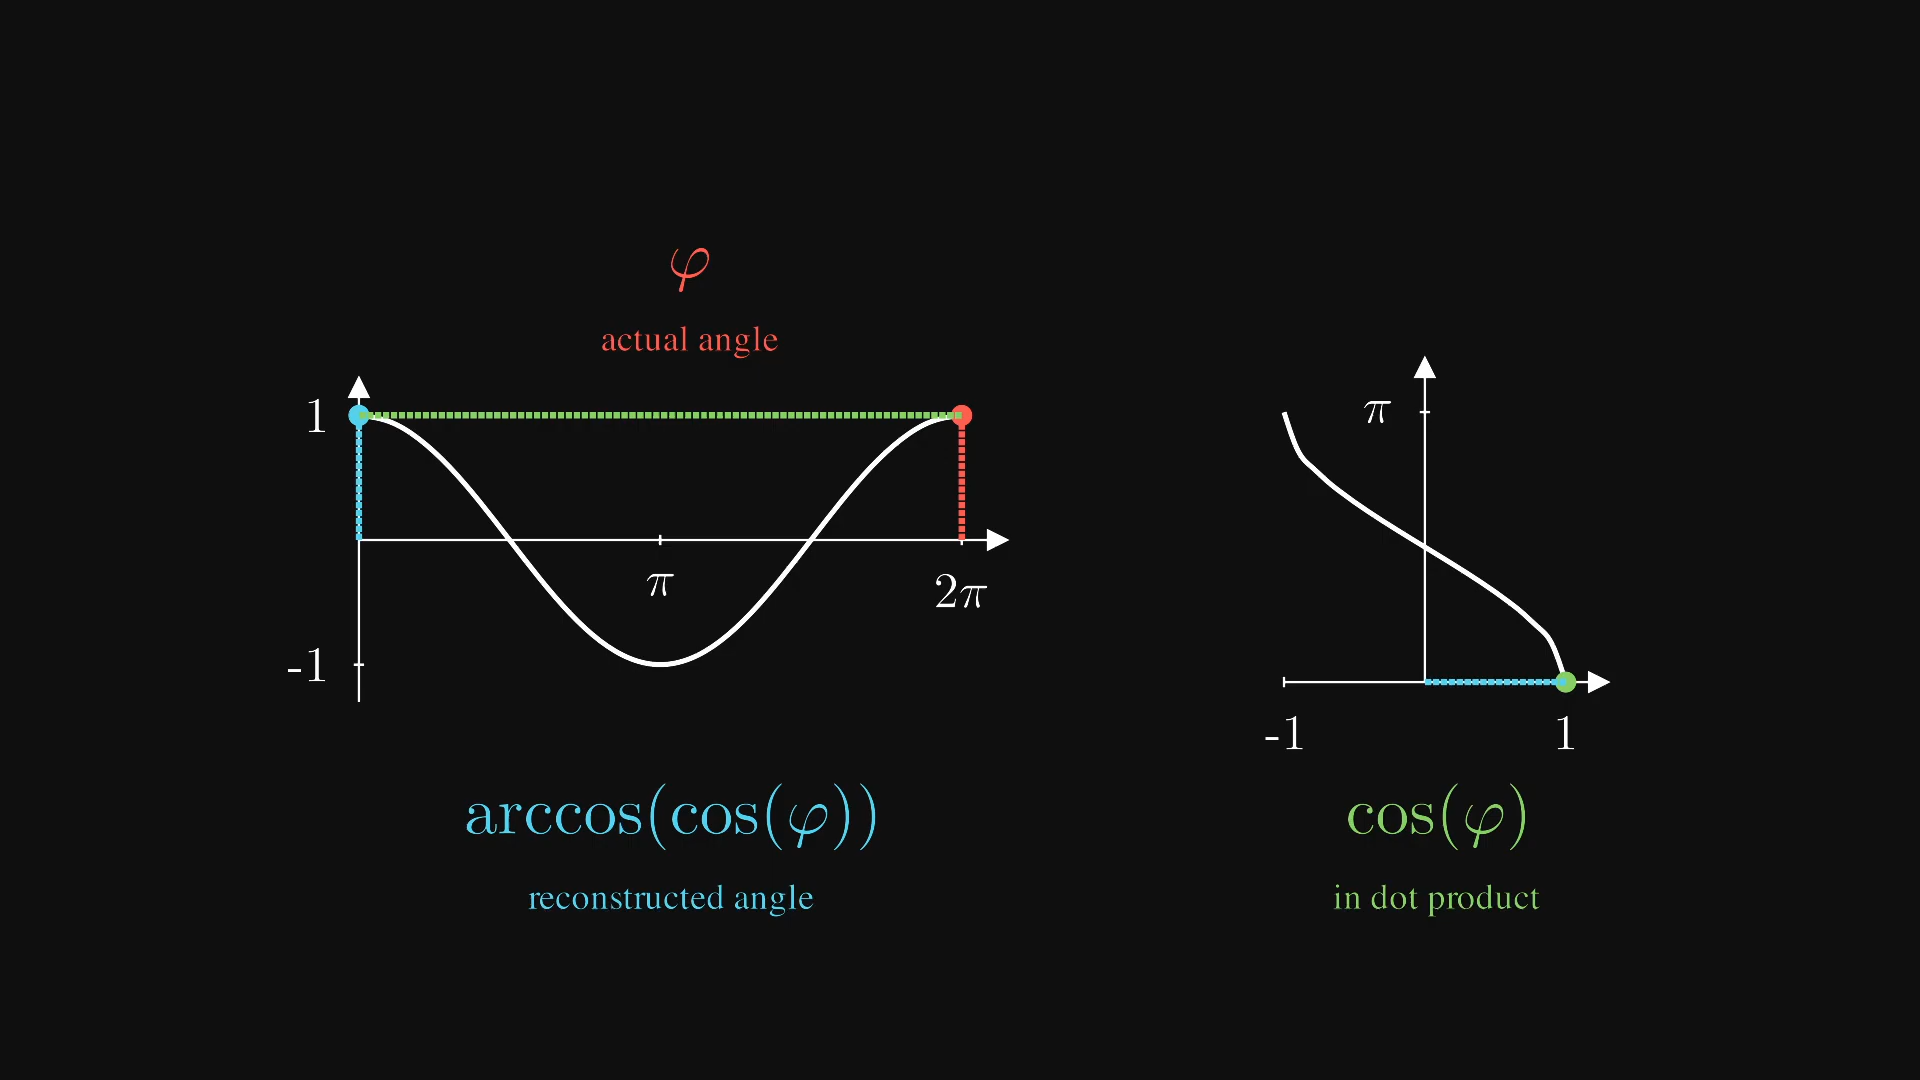 φ
actual angle
1
π
2π
-1
π
-1
1
arccos(cos(φ))
reconstructed angle
cos(φ)
in dot product